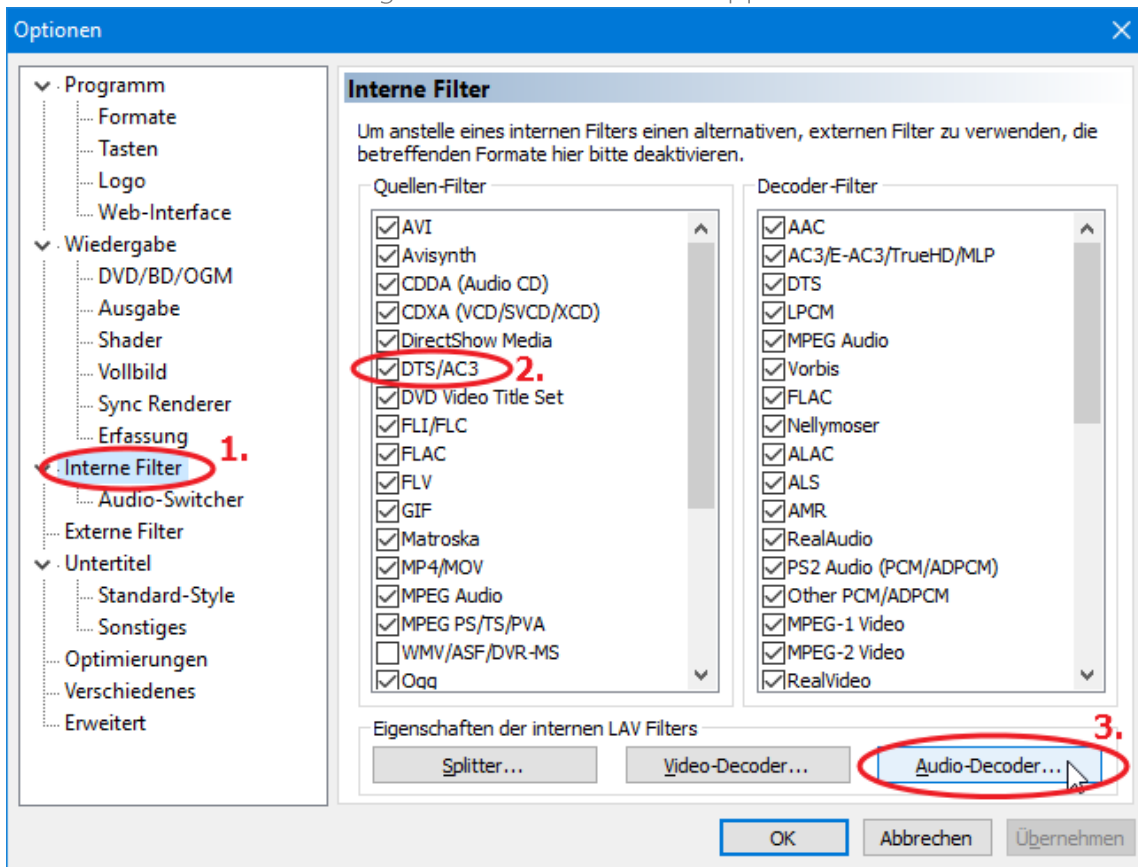 Optionen
Programm
Formate
Tasten
Logo
Web-Interface
Wiedergabe
DVD/BD/OGM
Ausgabe
Shader
Vollbild
Sync Renderer
Erfassung
1.
Interne Filter
Audio-Switcher
Externe Filter
Untertitel
Standard-Style
Sonstiges
Optimierungen
Verschiedenes
Erweitert
Interne Filter
Um anstelle eines internen Filters einen alternativen, externen Filter zu verwenden, die
betreffenden Formate hier bitte deaktivieren.
Quellen-Filter
AVI
Avisynth
CDDA (Audio CD)
CDXA (VCD/SVCD/XCD)
DirectShow Media
DTS/AC3
2.
DVD Video Title Set
FLI/FLC
FLAC
FLV
GIF
Matroska
MP4/MOV
MPEG Audio
MPEG PS/TS/PVA
WMV/ASF/DVR-MS
Ogg
Decoder-Filter
AAC
AC3/E-AC3/TrueHD/MLP
DTS
LPCM
MPEG Audio
Vorbis
FLAC
Nellymoser
ALAC
ALS
AMR
RealAudio
PS2 Audio (PCM/ADPCM)
Other PCM/ADPCM
MPEG-1 Video
MPEG-2 Video
RealVideo
Eigenschaften der internen LAV Filters
3.
Splitter...
Video-Decoder...
Audio-Decoder...
OK
Abbrechen
Übernehmen